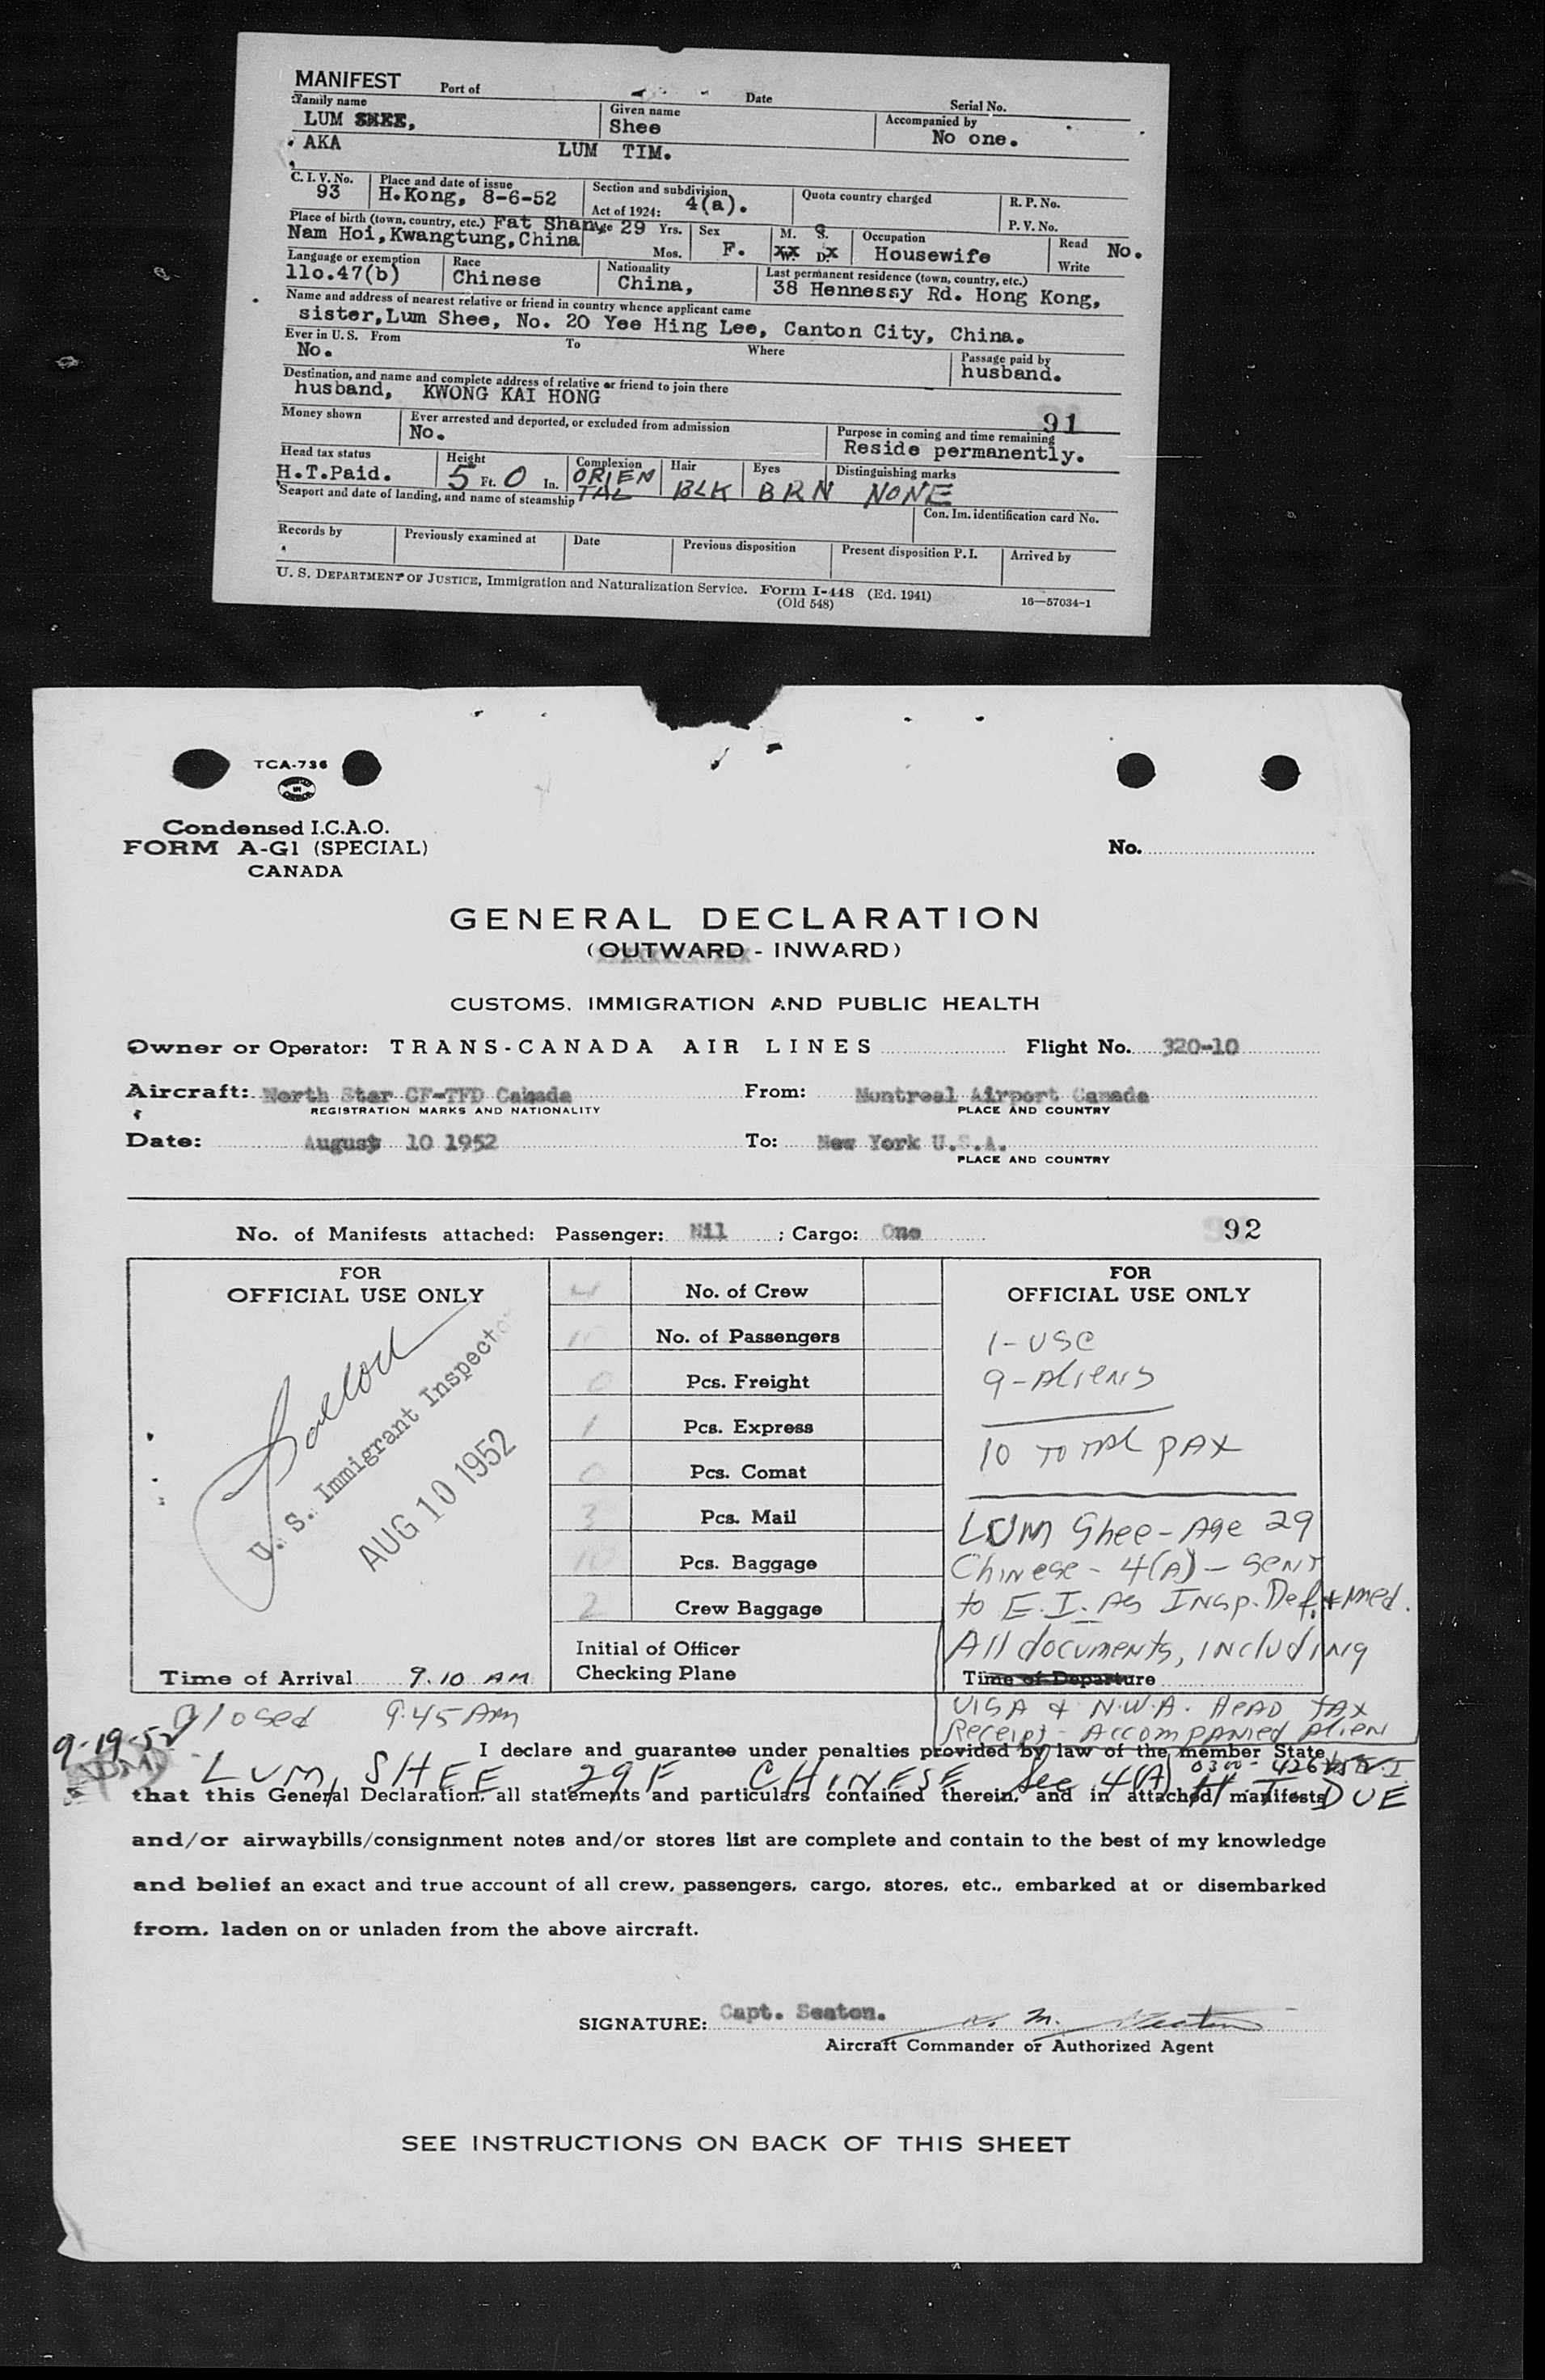 MANIFEST Port of Date Serial No.
Family name Given name Accompanied by
LUM SHEE, Shee No one.
AKA LUM TIM.
C. I. V. No. Place and date of issue Section and subdivision Quota country charged R. P. No.
93 H.Kong, 8-6-52 Act of 1924: 4(a). P. V. No.
Place of birth (town, country, etc.) Fat Shan, Age 29 Yrs. Sex M. S. Occupation Read No.
Nam Hoi,Kwangtung,China Mos. F. xx W. D. x Housewife Write
Language or exemption Race Nationality Last permanent residence (town, country, etc.)
llo.47(b) Chinese China, 38 Hennessy Rd. Hong Kong,
Name and address of nearest relative or friend in country whence applicant came
sister,Lum Shee, No. 20 Yee Hing Lee, Canton City, China.
Ever in U. S. From To Where Passage paid by
No. husband.
Destination, and name and complete address of relative or friend to join there
husband, KWONG KAI HONG
91
Money shown Ever arrested and deported, or excluded from admission Purpose in coming and time remaining
No. Reside permanently.
Head tax status Height Complexion Hair Eyes Distinguishing marks
H.T.Paid. 5 Ft. 0 In. ORIENTAL BLK BRN NONE
Seaport and date of landing, and name of steamship Con. Im. identification card No.
Records by Previously examined at Date Previous disposition Present disposition P. I. Arrived by
U. S. DEPARTMENT OF JUSTICE, Immigration and Naturalization Service. Form I-448 (Ed. 1941) 16—57034-1
(Old 548)
TCA-736
Condensed I.C.A.O.
FORM A-G1 (SPECIAL) No.
CANADA
GENERAL DECLARATION
(OUTWARD - INWARD)
CUSTOMS, IMMIGRATION AND PUBLIC HEALTH
Owner or Operator: TRANS-CANADA AIR LINES Flight No. 320-10
Aircraft: North Star CF-TFD Canada From: Montreal Airport Canada
REGISTRATION MARKS AND NATIONALITY PLACE AND COUNTRY
Date: August 10 1952 To: New York U.S.A.
PLACE AND COUNTRY
No. of Manifests attached: Passenger: Nil ; Cargo: One 92
FOR OFFICIAL USE ONLY
U. S. Immigrant Inspector
AUG 10 1952
Time of Arrival 9.10 AM
4 No. of Crew
No. of Passengers
0 Pcs. Freight
1 Pcs. Express
0 Pcs. Comat
3 Pcs. Mail
10 Pcs. Baggage
2 Crew Baggage
Initial of Officer
Checking Plane
FOR OFFICIAL USE ONLY
1 - USC
9 - Aliens
10 TOTAL PAX
LUM Shee - Age 29
Chinese - 4(A) - sent
to E.I. As Insp. Def. & Med.
All documents, including
Time of Departure
VISA & N.W.A. HEAD TAX
Receipt - Accompanied Alien
Closed 9:45 Am
9-19-52
I declare and guarantee under penalties provided by law of the member State
LUM, SHEE 29 F CHINESE Sec 4(A) 0300-426 E.I.
H T DUE
that this General Declaration, all statements and particulars contained therein, and in attached manifests
and/or airwaybills/consignment notes and/or stores list are complete and contain to the best of my knowledge
and belief an exact and true account of all crew, passengers, cargo, stores, etc., embarked at or disembarked
from, laden on or unladen from the above aircraft.
SIGNATURE: Capt. Seaton.
Aircraft Commander or Authorized Agent
SEE INSTRUCTIONS ON BACK OF THIS SHEET